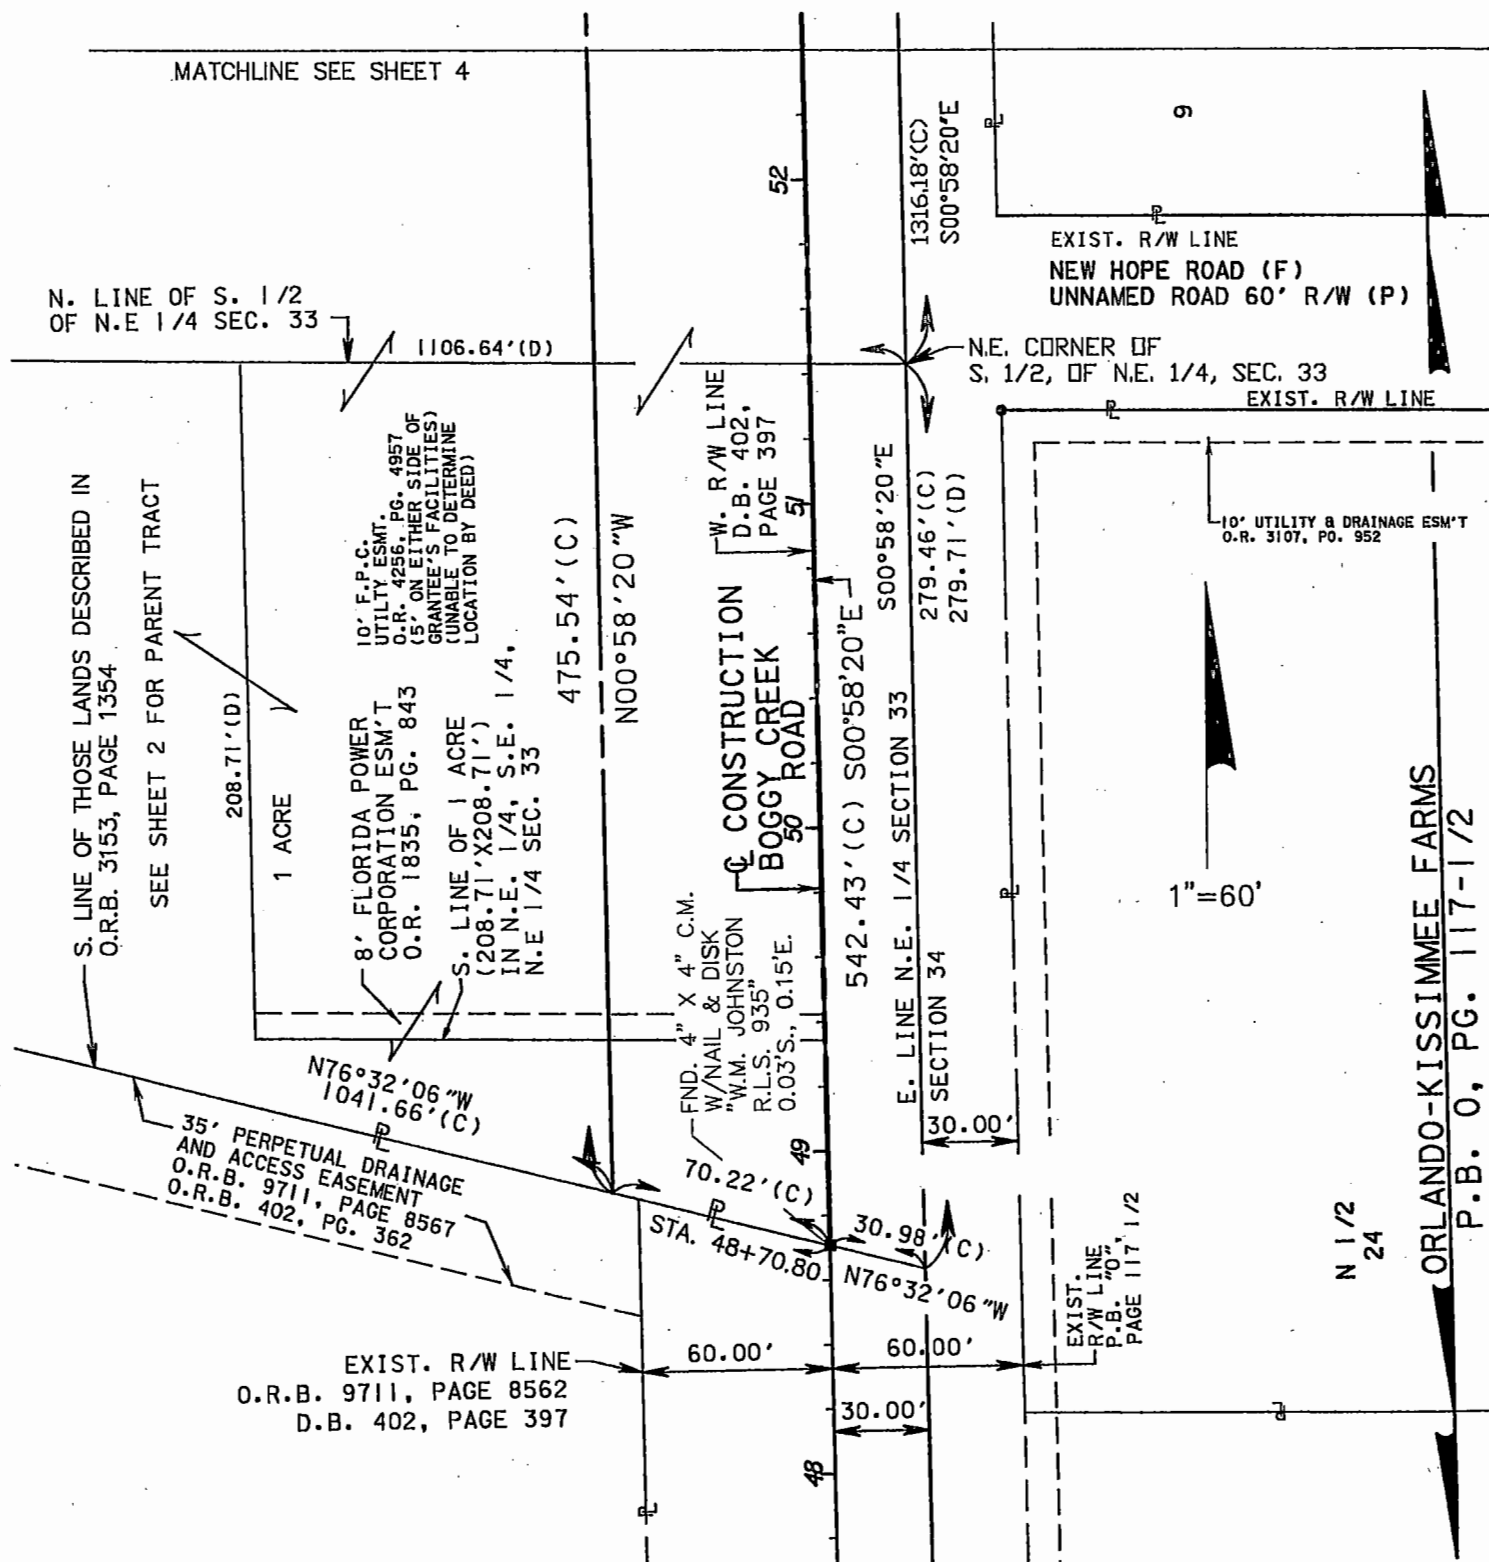 MATCHLINE SEE SHEET 4
52
1316.18'(C)
S00°58'20"E
9
EXIST. R/W LINE
NEW HOPE ROAD (F)
UNNAMED ROAD 60' R/W (P)
N. LINE OF S. 1/2
OF N.E 1/4 SEC. 33
1106.64'(D)
N.E. CORNER OF
S. 1/2, OF N.E. 1/4, SEC. 33
EXIST. R/W LINE
S. LINE OF THOSE LANDS DESCRIBED IN
O.R.B. 3153, PAGE 1354
SEE SHEET 2 FOR PARENT TRACT
208.71'(D)
1 ACRE
10' F.P.C.
UTILTY ESMT.
O.R. 4256, PG. 4957
(5' ON EITHER SIDE OF
GRANTEE'S FACILITIES)
(UNABLE TO DETERMINE
LOCATION BY DEED)
8' FLORIDA POWER
CORPORATION ESM'T
O.R. 1835, PG. 843
S. LINE OF 1 ACRE
(208.71'X208.71')
IN N.E. 1/4, S.E. 1/4,
N.E 1/4 SEC. 33
475.54'(C)
N00°58'20"W
W. R/W LINE
D.B. 402,
PAGE 397
51
℄ CONSTRUCTION
BOGGY CREEK
ROAD
50
542.43'(C) S00°58'20"E
S00°58'20"E
279.46'(C)
279.71'(D)
E. LINE N.E. 1/4 SECTION 33
SECTION 34
10' UTILITY & DRAINAGE ESM'T
O.R. 3107, PG. 952
1"=60'
ORLANDO-KISSIMMEE FARMS
P.B. O, PG. 117-1/2
FND. 4" X 4" C.M.
W/NAIL & DISK
"W.M. JOHNSTON
R.L.S. 935"
0.03'S., 0.15'E.
N76°32'06"W
1041.66'(C)
35' PERPETUAL DRAINAGE
AND ACCESS EASEMENT
O.R.B. 9711, PAGE 8567
O.R.B. 402, PG. 362
30.00'
49
70.22'(C)
STA. 48+70.80
30.98'(C)
N76°32'06"W
EXIST.
R/W LINE
P.B. "O",
PAGE 117 1/2
N 1/2
24
EXIST. R/W LINE
O.R.B. 9711, PAGE 8562
D.B. 402, PAGE 397
60.00'
60.00'
30.00'
48